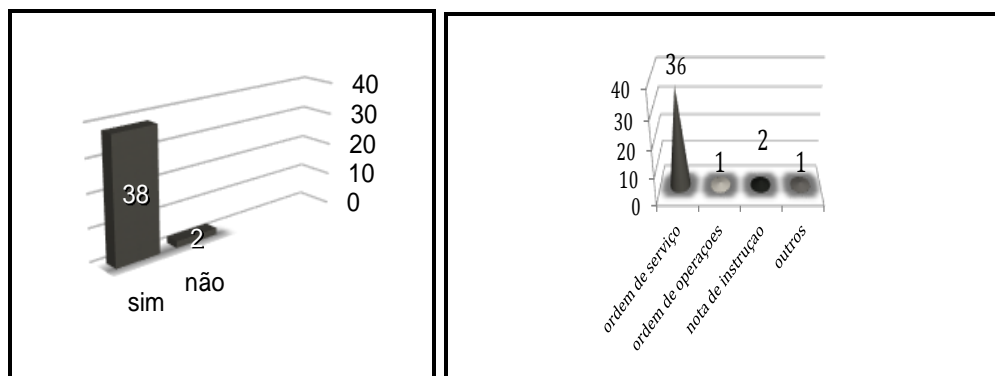 40
30
20
10
0
38
2
não
sim
36
40
30
20
10
0
1
2
1
ordem de serviço
ordem de operaçoes
nota de instruçao
outros